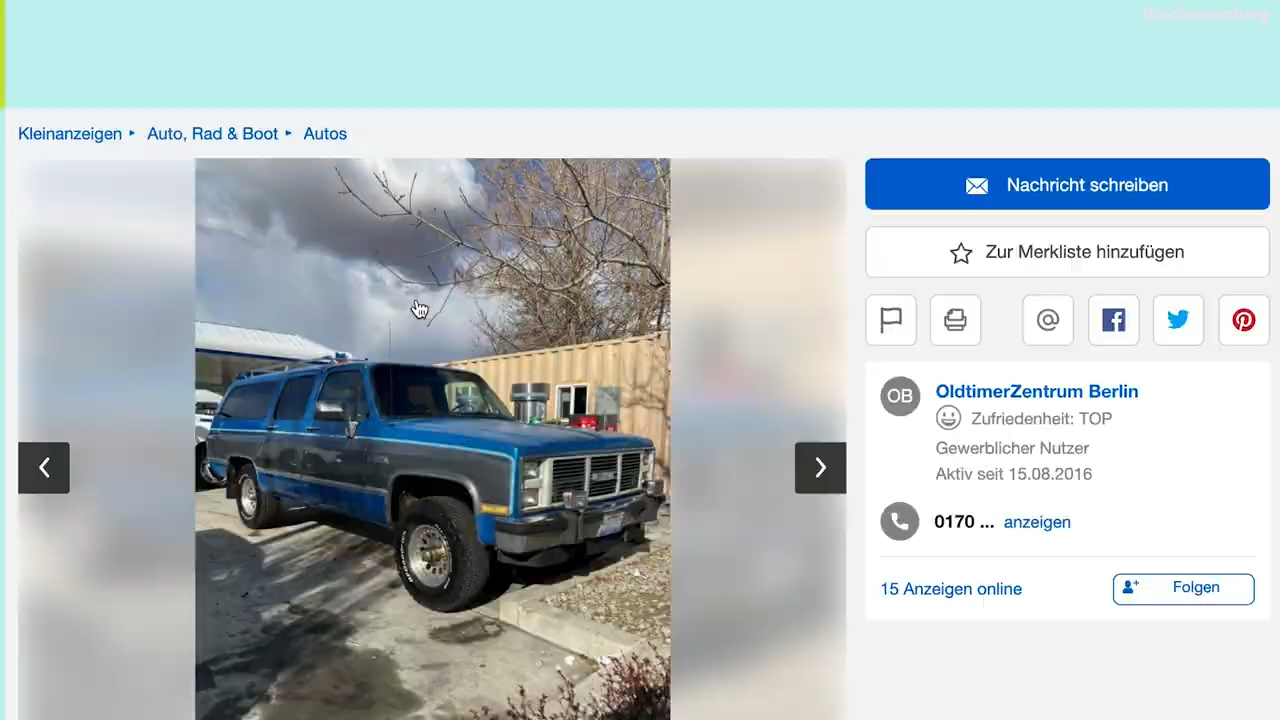 Kleinanzeigen ▸ Auto, Rad & Boot ▸ Autos
Nachricht schreiben
Zur Merkliste hinzufügen
OB OldtimerZentrum Berlin
Zufriedenheit: TOP
Gewerblicher Nutzer
Aktiv seit 15.08.2016
0170 ... anzeigen
15 Anzeigen online
Folgen